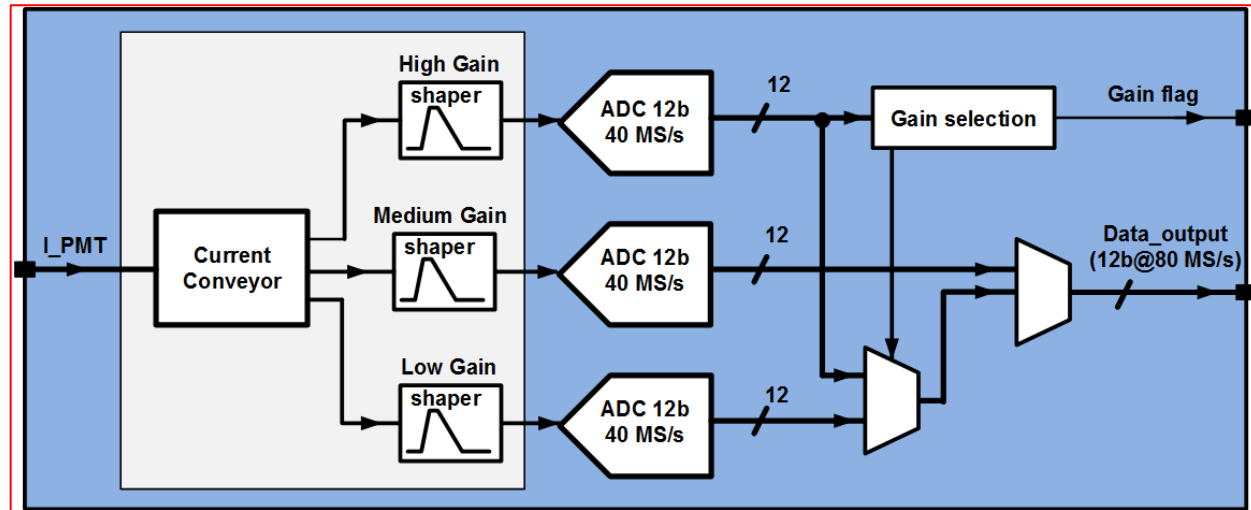 High Gain
shaper
ADC 12b
40 MS/s
12
Gain selection
Gain flag
I_PMT
Current
Conveyor
Medium Gain
shaper
ADC 12b
40 MS/s
12
Data_output
(12b@80 MS/s)
Low Gain
shaper
ADC 12b
40 MS/s
12